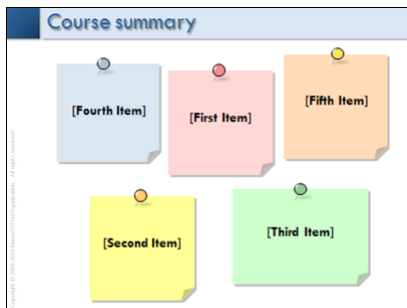 Course summary
[Fourth Item]
[First Item]
[Fifth Item]
[Second Item]
[Third Item]